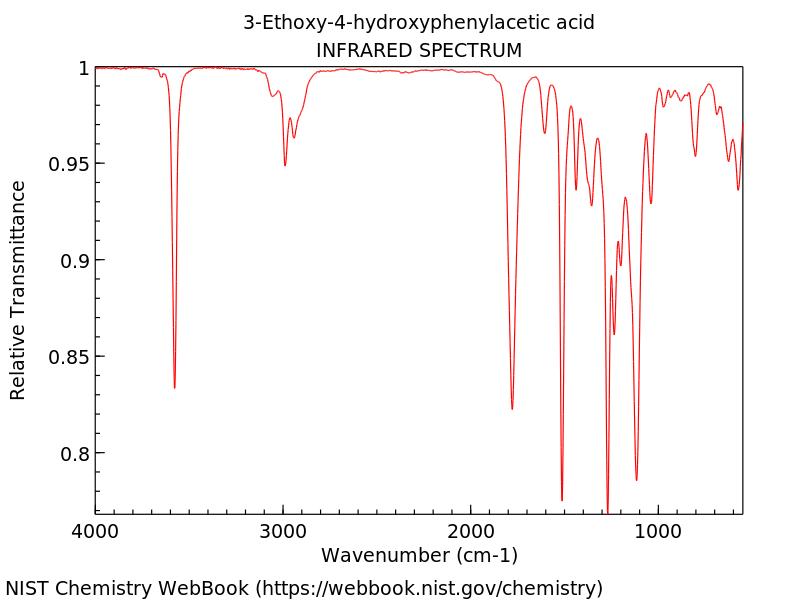 3-Ethoxy-4-hydroxyphenylacetic acid
INFRARED SPECTRUM
1
0.95
0.9
0.85
0.8
Relative Transmittance
4000 3000 2000 1000
Wavenumber (cm-1)
NIST Chemistry WebBook (https://webbook.nist.gov/chemistry)